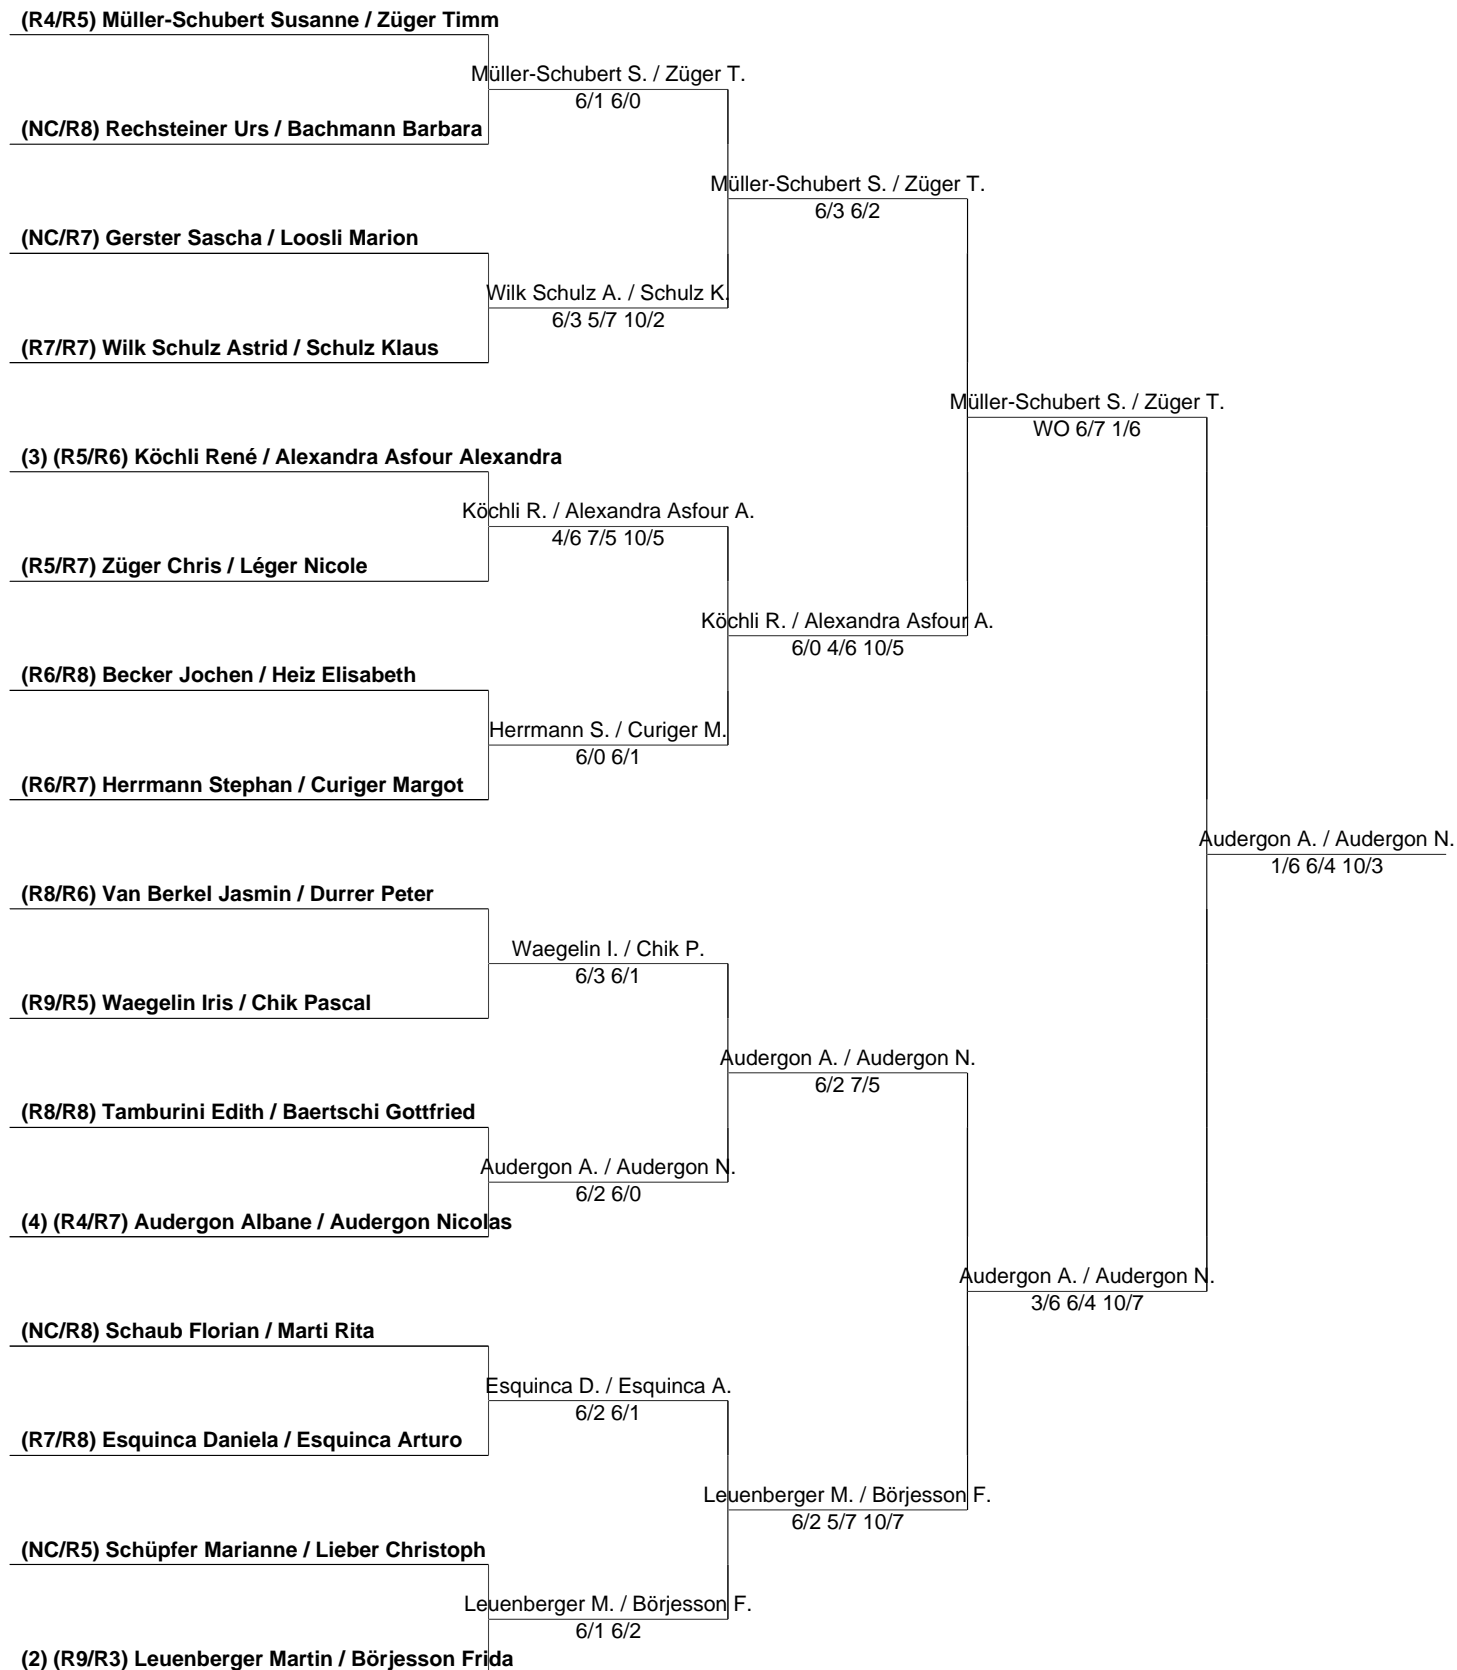 (R4/R5) Müller-Schubert Susanne / Züger Timm
Müller-Schubert S. / Züger T.
6/1 6/0
(NC/R8) Rechsteiner Urs / Bachmann Barbara
Müller-Schubert S. / Züger T.
6/3 6/2
(NC/R7) Gerster Sascha / Loosli Marion
Wilk Schulz A. / Schulz K.
6/3 5/7 10/2
(R7/R7) Wilk Schulz Astrid / Schulz Klaus
Müller-Schubert S. / Züger T.
WO 6/7 1/6
(3) (R5/R6) Köchli René / Alexandra Asfour Alexandra
Köchli R. / Alexandra Asfour A.
4/6 7/5 10/5
(R5/R7) Züger Chris / Léger Nicole
Köchli R. / Alexandra Asfour A.
6/0 4/6 10/5
(R6/R8) Becker Jochen / Heiz Elisabeth
Herrmann S. / Curiger M.
6/0 6/1
(R6/R7) Herrmann Stephan / Curiger Margot
Audergon A. / Audergon N.
1/6 6/4 10/3
(R8/R6) Van Berkel Jasmin / Durrer Peter
Waegelin I. / Chik P.
6/3 6/1
(R9/R5) Waegelin Iris / Chik Pascal
Audergon A. / Audergon N.
6/2 7/5
(R8/R8) Tamburini Edith / Baertschi Gottfried
Audergon A. / Audergon N.
6/2 6/0
(4) (R4/R7) Audergon Albane / Audergon Nicolas
Audergon A. / Audergon N.
3/6 6/4 10/7
(NC/R8) Schaub Florian / Marti Rita
Esquinca D. / Esquinca A.
6/2 6/1
(R7/R8) Esquinca Daniela / Esquinca Arturo
Leuenberger M. / Börjesson F.
6/2 5/7 10/7
(NC/R5) Schüpfer Marianne / Lieber Christoph
Leuenberger M. / Börjesson F.
6/1 6/2
(2) (R9/R3) Leuenberger Martin / Börjesson Frida